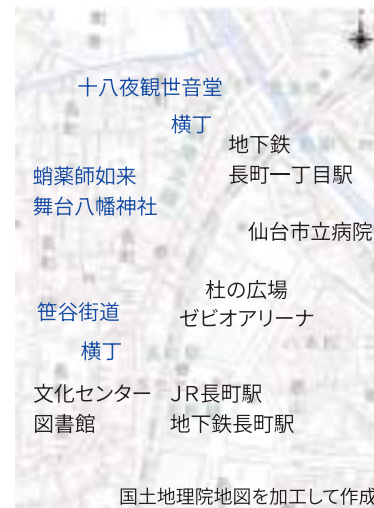 十八夜観世音堂
横丁
地下鉄
長町一丁目駅
蛸薬師如来
舞台八幡神社
仙台市立病院
杜の広場
ゼビオアリーナ
笹谷街道
横丁
文化センター
図書館
JR長町駅
地下鉄長町駅
国土地理院地図を加工して作成